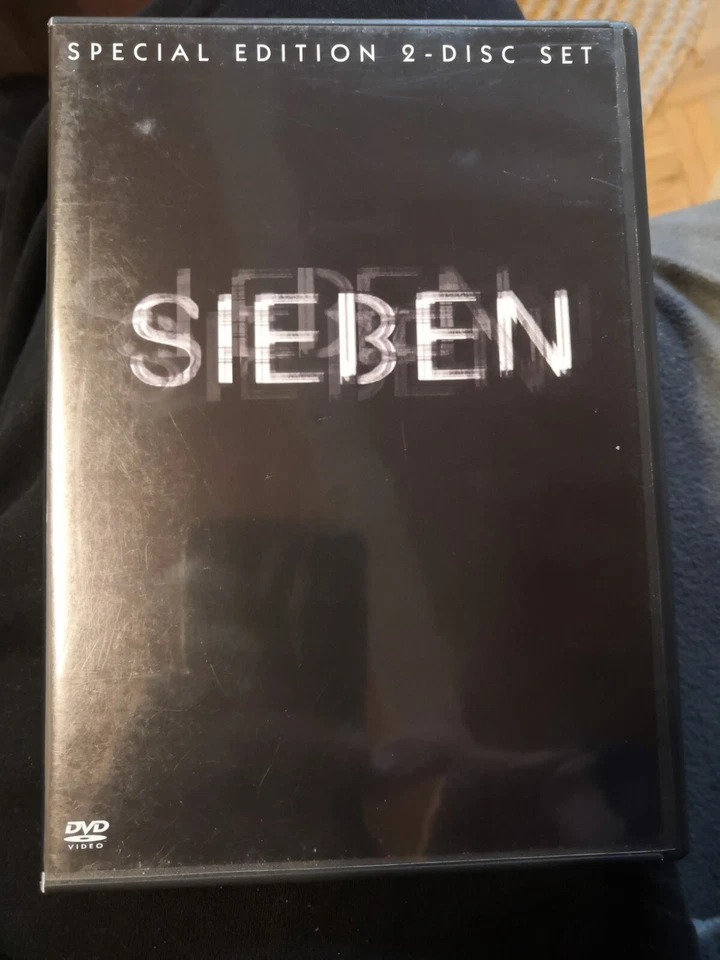 SPECIAL EDITION 2-DISC SET
SIEBEN
DVD
VIDEO